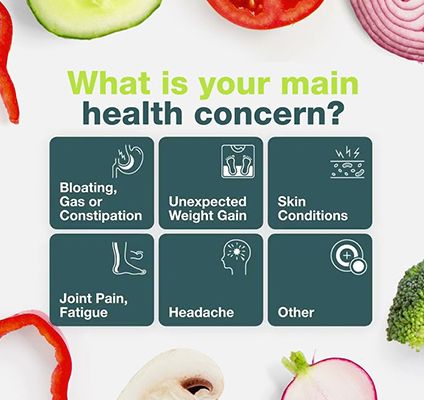 What is your main
health concern?
Bloating,
Gas or
Constipation
Unexpected
Weight Gain
Skin
Conditions
Joint Pain,
Fatigue
Headache
Other